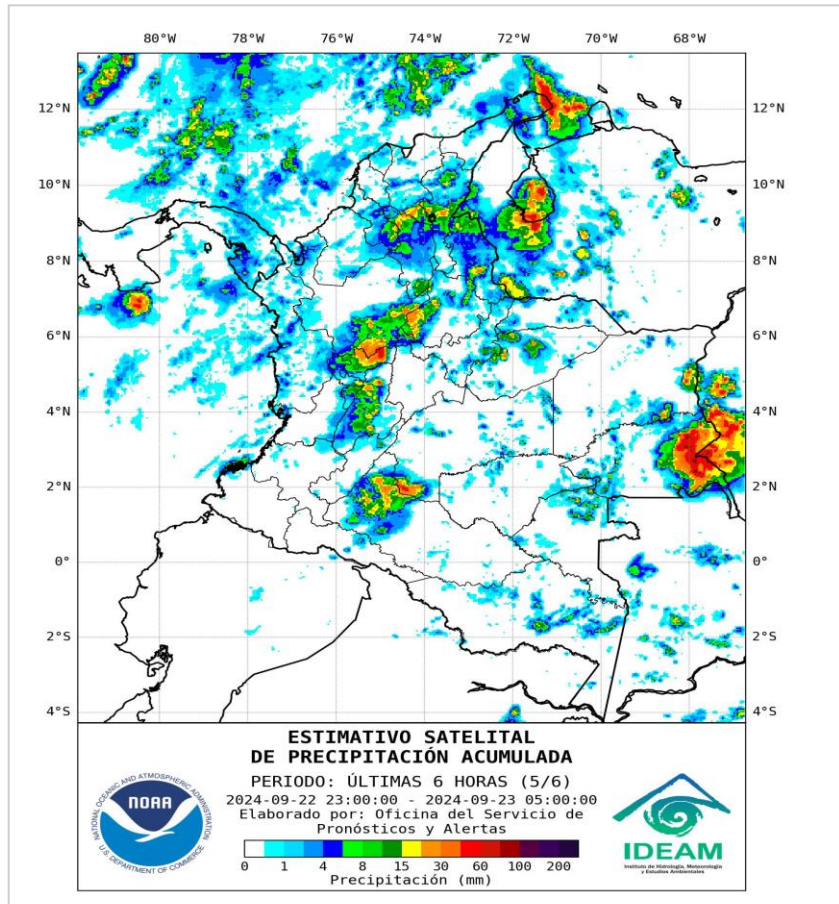 80°W 78°W 76°W 74°W 72°W 70°W 68°W
12°N 12°N
10°N 10°N
8°N 8°N
6°N 6°N
4°N 4°N
2°N 2°N
0° 0°
2°S 2°S
4°S 4°S
ESTIMATIVO SATELITAL
DE PRECIPITACIÓN ACUMULADA
PERIODO: ÚLTIMAS 6 HORAS (5/6)
2024-09-22 23:00:00 - 2024-09-23 05:00:00
Elaborado por: Oficina del Servicio de
Pronósticos y Alertas
0 1 4 8 15 30 60 100 200
Precipitación (mm)
NATIONAL OCEANIC AND ATMOSPHERIC ADMINISTRATION
NOAA
U.S. DEPARTMENT OF COMMERCE
IDEAM
Instituto de Hidrología, Meteorología
y Estudios Ambientales